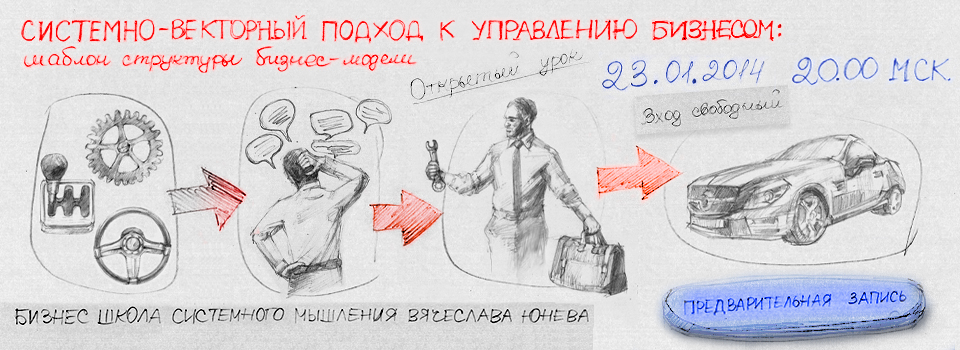 СИСТЕМНО-ВЕКТОРНЫЙ ПОДХОД К УПРАВЛЕНИЮ БИЗНЕСОМ:
шаблон структуры бизнес-модели
Открытый урок
23.01.2014 20.00 МСК.
Вход свободный
ПРЕДВАРИТЕЛЬНАЯ ЗАПИСЬ
БИЗНЕС ШКОЛА СИСТЕМНОГО МЫШЛЕНИЯ ВЯЧЕСЛАВА ЮНЕВА